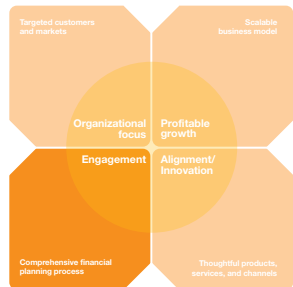 Targeted customers
and markets
Scalable
business model
Organizational
focus
Profitable
growth
Engagement
Alignment/
Innovation
Comprehensive financial
planning process
Thoughtful products,
services, and channels